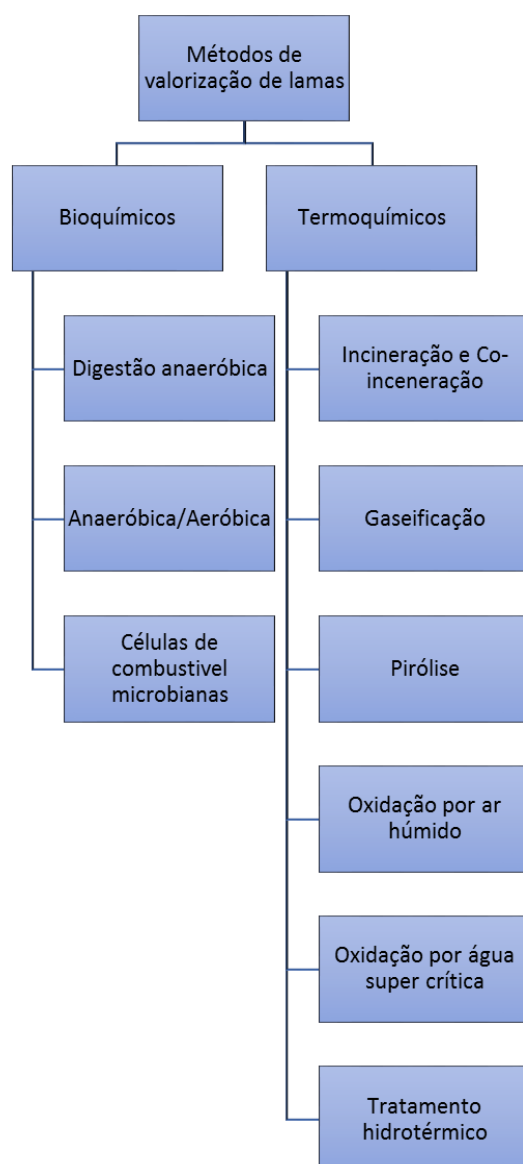 Métodos de
valorização de lamas
Bioquímicos
Termoquímicos
Digestão anaeróbica
Anaeróbica/Aeróbica
Células de
combustivel
microbianas
Incineração e Co-
inceneração
Gaseificação
Pirólise
Oxidação por ar
húmido
Oxidação por água
super crítica
Tratamento
hidrotérmico